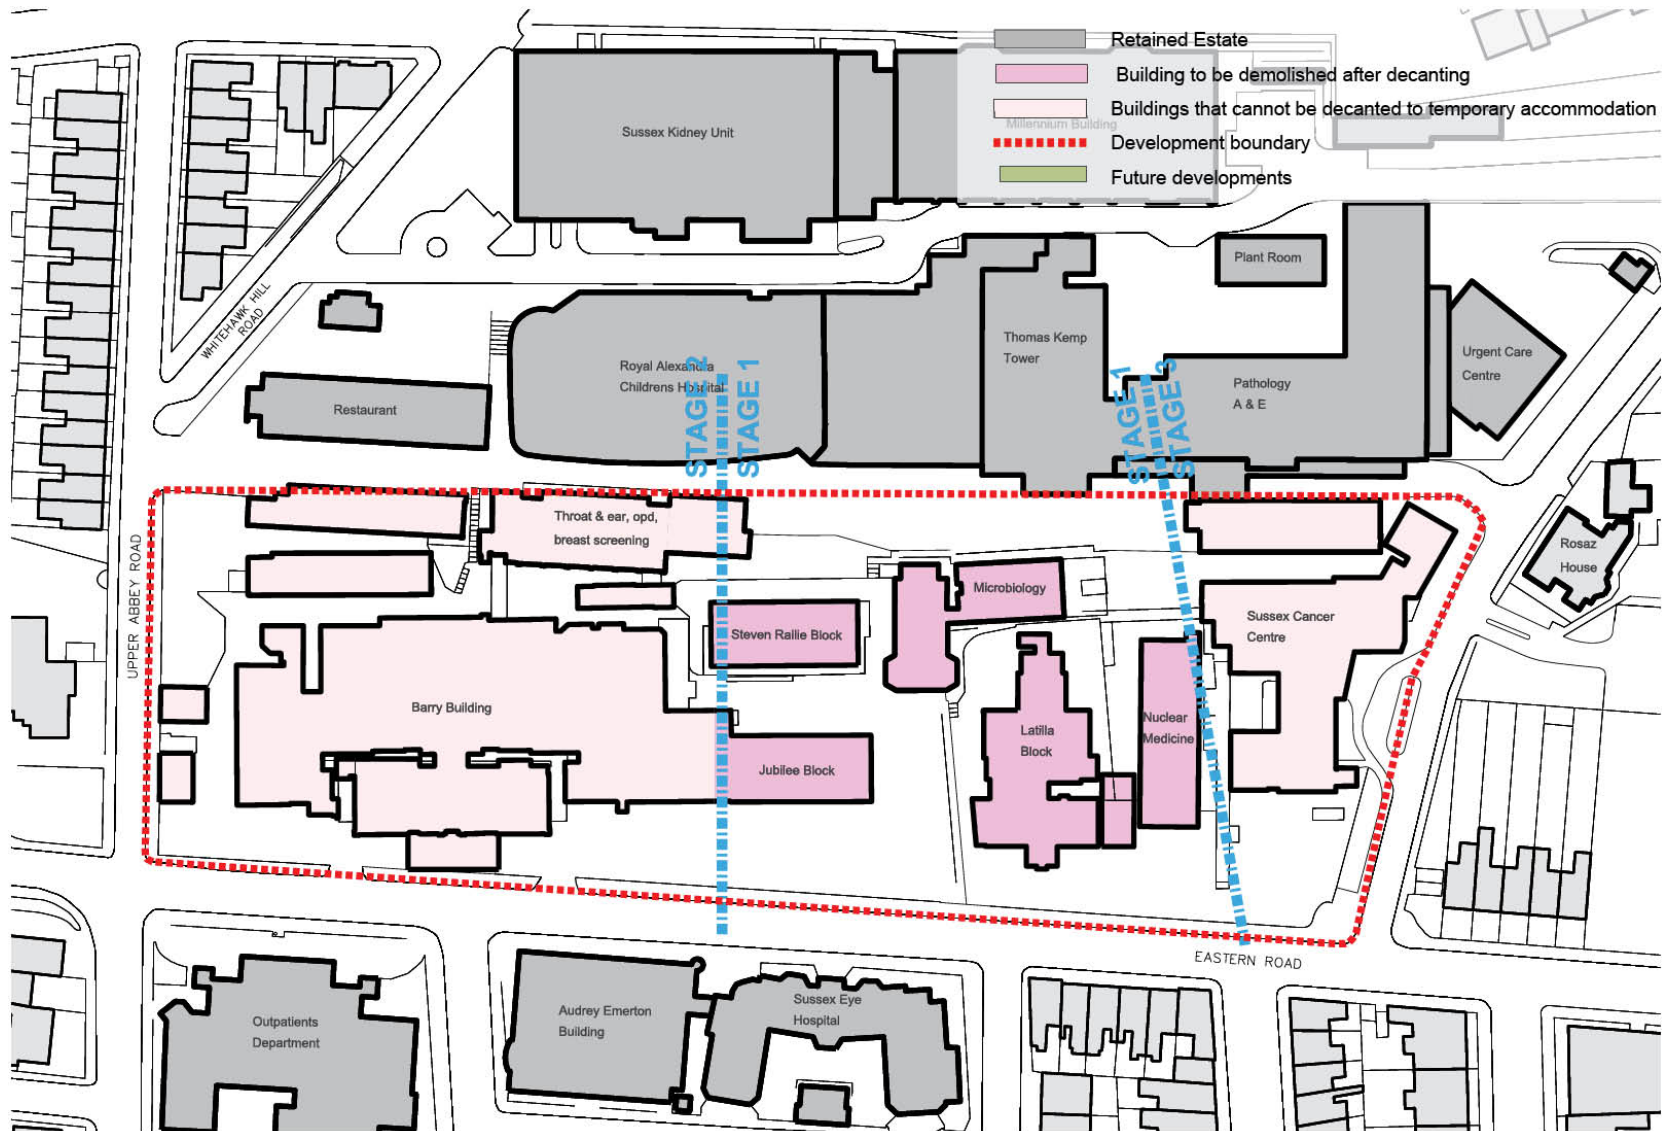 Retained Estate
Building to be demolished after decanting
Buildings that cannot be decanted to temporary accommodation
Millennium Building
Development boundary
Future developments
Sussex Kidney Unit
Plant Room
WHITEHAWK HILL
ROAD
Royal Alexandra
Childrens Hospital
Thomas Kemp
Tower
Urgent Care
Centre
Pathology
A & E
Restaurant
STAGE 2
STAGE 1
STAGE 1
STAGE 3
UPPER ABBEY ROAD
Throat & ear, opd,
breast screening
Rosaz
House
Microbiology
Steven Railie Block
Sussex Cancer
Centre
Barry Building
Latilla
Block
Nuclear
Medicine
Jubilee Block
EASTERN ROAD
Outpatients
Department
Audrey Emerton
Building
Sussex Eye
Hospital